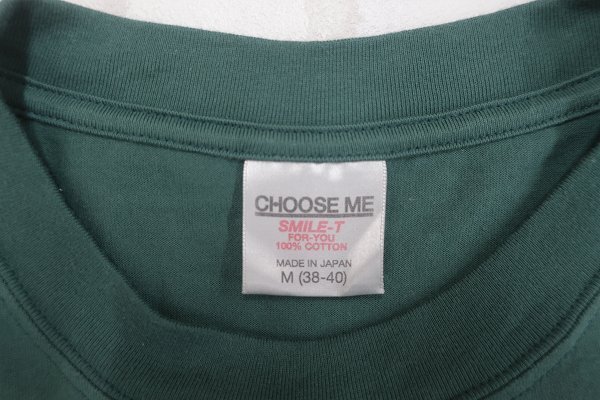 CHOOSE ME
SMILE-T
FOR-YOU
100% COTTON
MADE IN JAPAN
M (38-40)